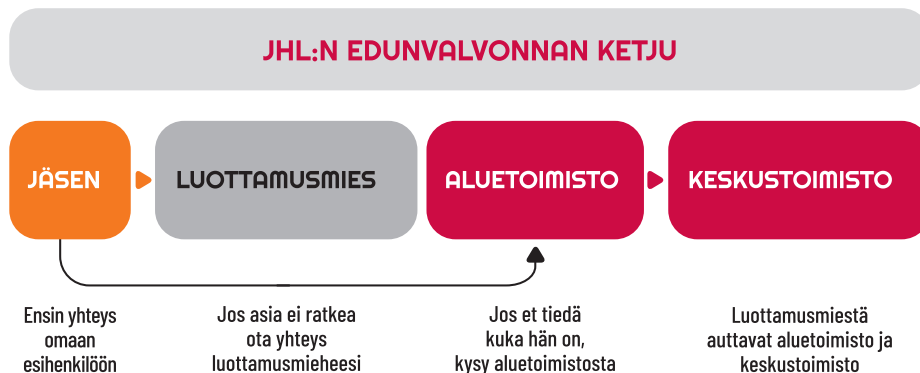 JHL:N EDUNVALVONNAN KETJU
JÄSEN
LUOTTAMUSMIES
ALUETOIMISTO
KESKUSTOIMISTO
Ensin yhteys
omaan
esihenkilöön
Jos asia ei ratkea
ota yhteys
luottamusmieheesi
Jos et tiedä
kuka hän on,
kysy aluetoimistosta
Luottamusmiestä
auttavat aluetoimisto ja
keskustoimisto